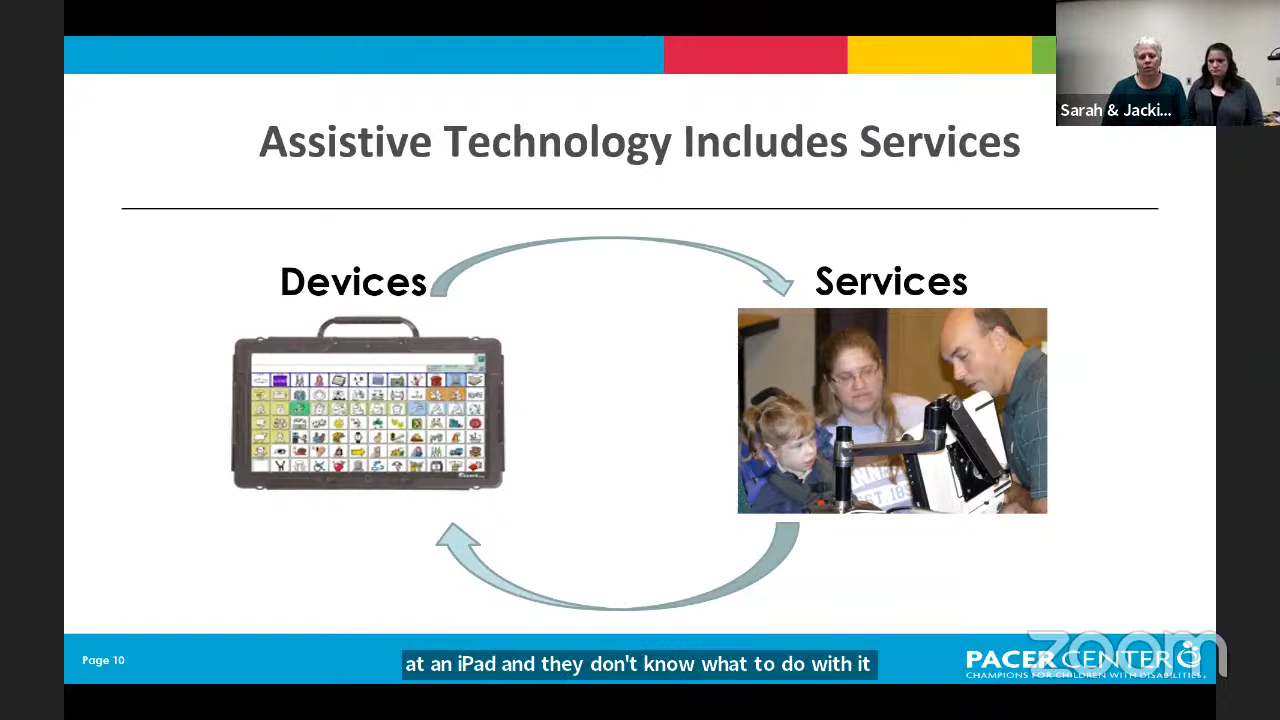 Sarah & Jacki...
Assistive Technology Includes Services
Devices
Services
Page 10
at an iPad and they don't know what to do with it
zoom
PACER CENTER
CHAMPIONS FOR CHILDREN WITH DISABILITIES